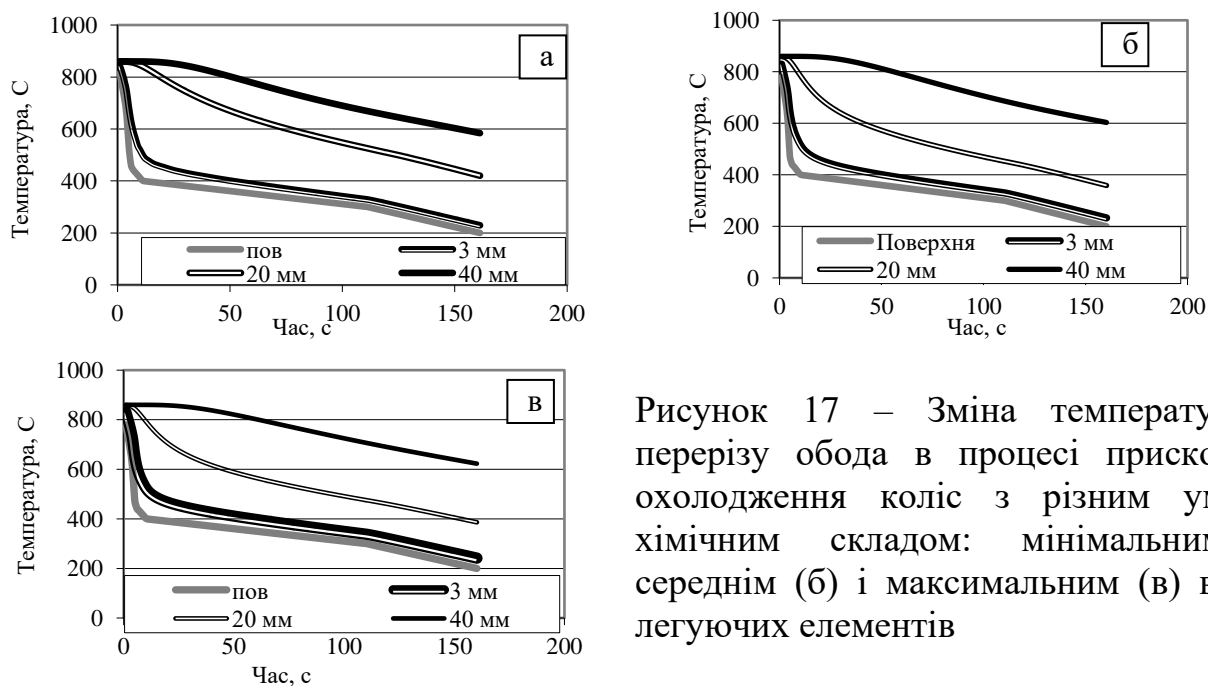 1000
800
600
400
200
0
Температура, С
а
пов
3 мм
20 мм
40 мм
0 50 100 150 200
Час, с
1000
800
600
400
200
0
Температура, С
б
Поверхня
3 мм
20 мм
40 мм
0 50 100 150 200
Час, с
1000
800
600
400
200
0
Температура, С
в
пов
3 мм
20 мм
40 мм
0 50 100 150 200
Час, с
Рисунок 17 – Зміна температу
перерізу обода в процесі приско
охолодження коліс з різним ум
хімічним складом: мінімальним
середнім (б) і максимальним (в) в
легуючих елементів